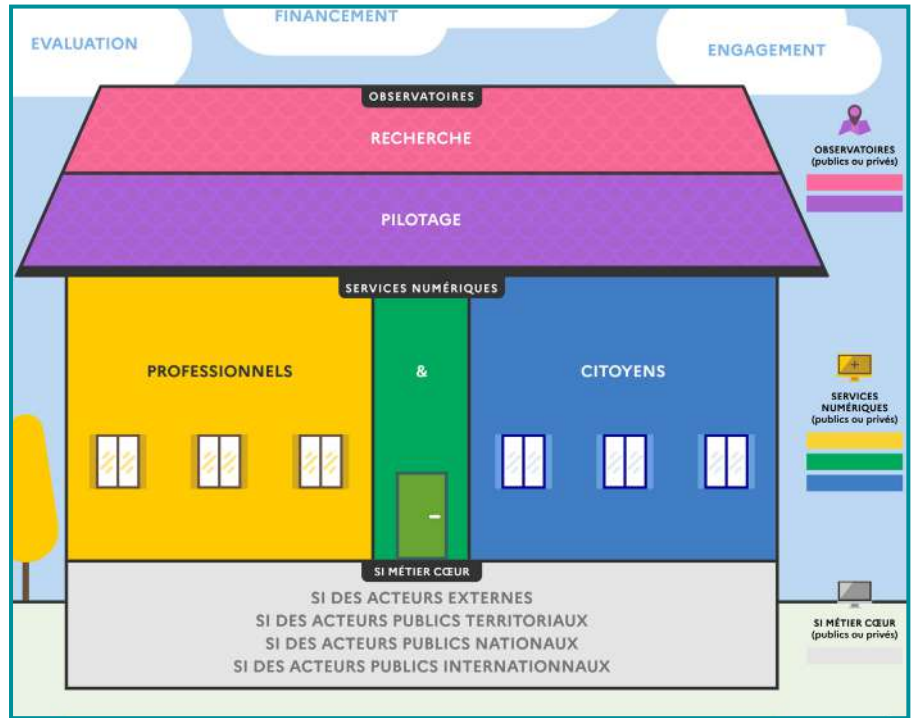 FINANCEMENT
EVALUATION
ENGAGEMENT
OBSERVATOIRES
RECHERCHE
PILOTAGE
SERVICES NUMÉRIQUES
PROFESSIONNELS
&
CITOYENS
SI MÉTIER CŒUR
SI DES ACTEURS EXTERNES
SI DES ACTEURS PUBLICS TERRITORIAUX
SI DES ACTEURS PUBLICS NATIONAUX
SI DES ACTEURS PUBLICS INTERNATIONNAUX
OBSERVATOIRES
(publics ou privés)
SERVICES
NUMÉRIQUES
(publics ou privés)
SI MÉTIER CŒUR
(publics ou privés)